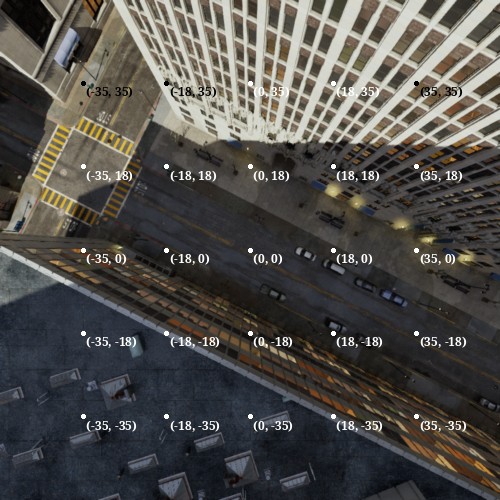 (-35, 35) (-18, 35) (0, 35) (18, 35) (35, 35)
(-35, 18) (-18, 18) (0, 18) (18, 18) (35, 18)
(-35, 0) (-18, 0) (0, 0) (18, 0) (35, 0)
(-35, -18) (-18, -18) (0, -18) (18, -18) (35, -18)
(-35, -35) (-18, -35) (0, -35) (18, -35) (35, -35)